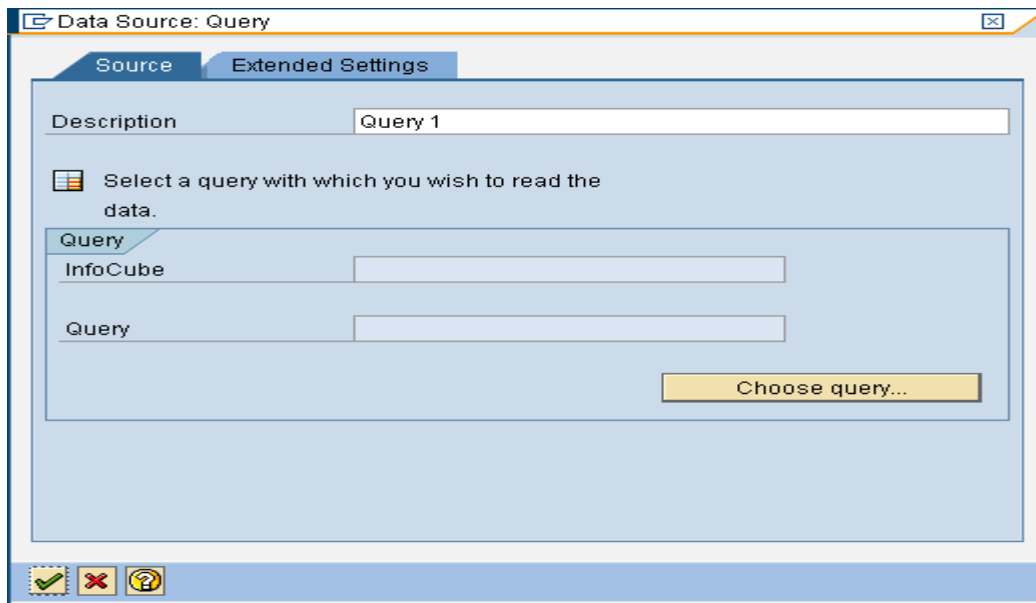 Data Source: Query
Source Extended Settings
Description Query 1
Select a query with which you wish to read the
data.
Query
InfoCube
Query
Choose query...